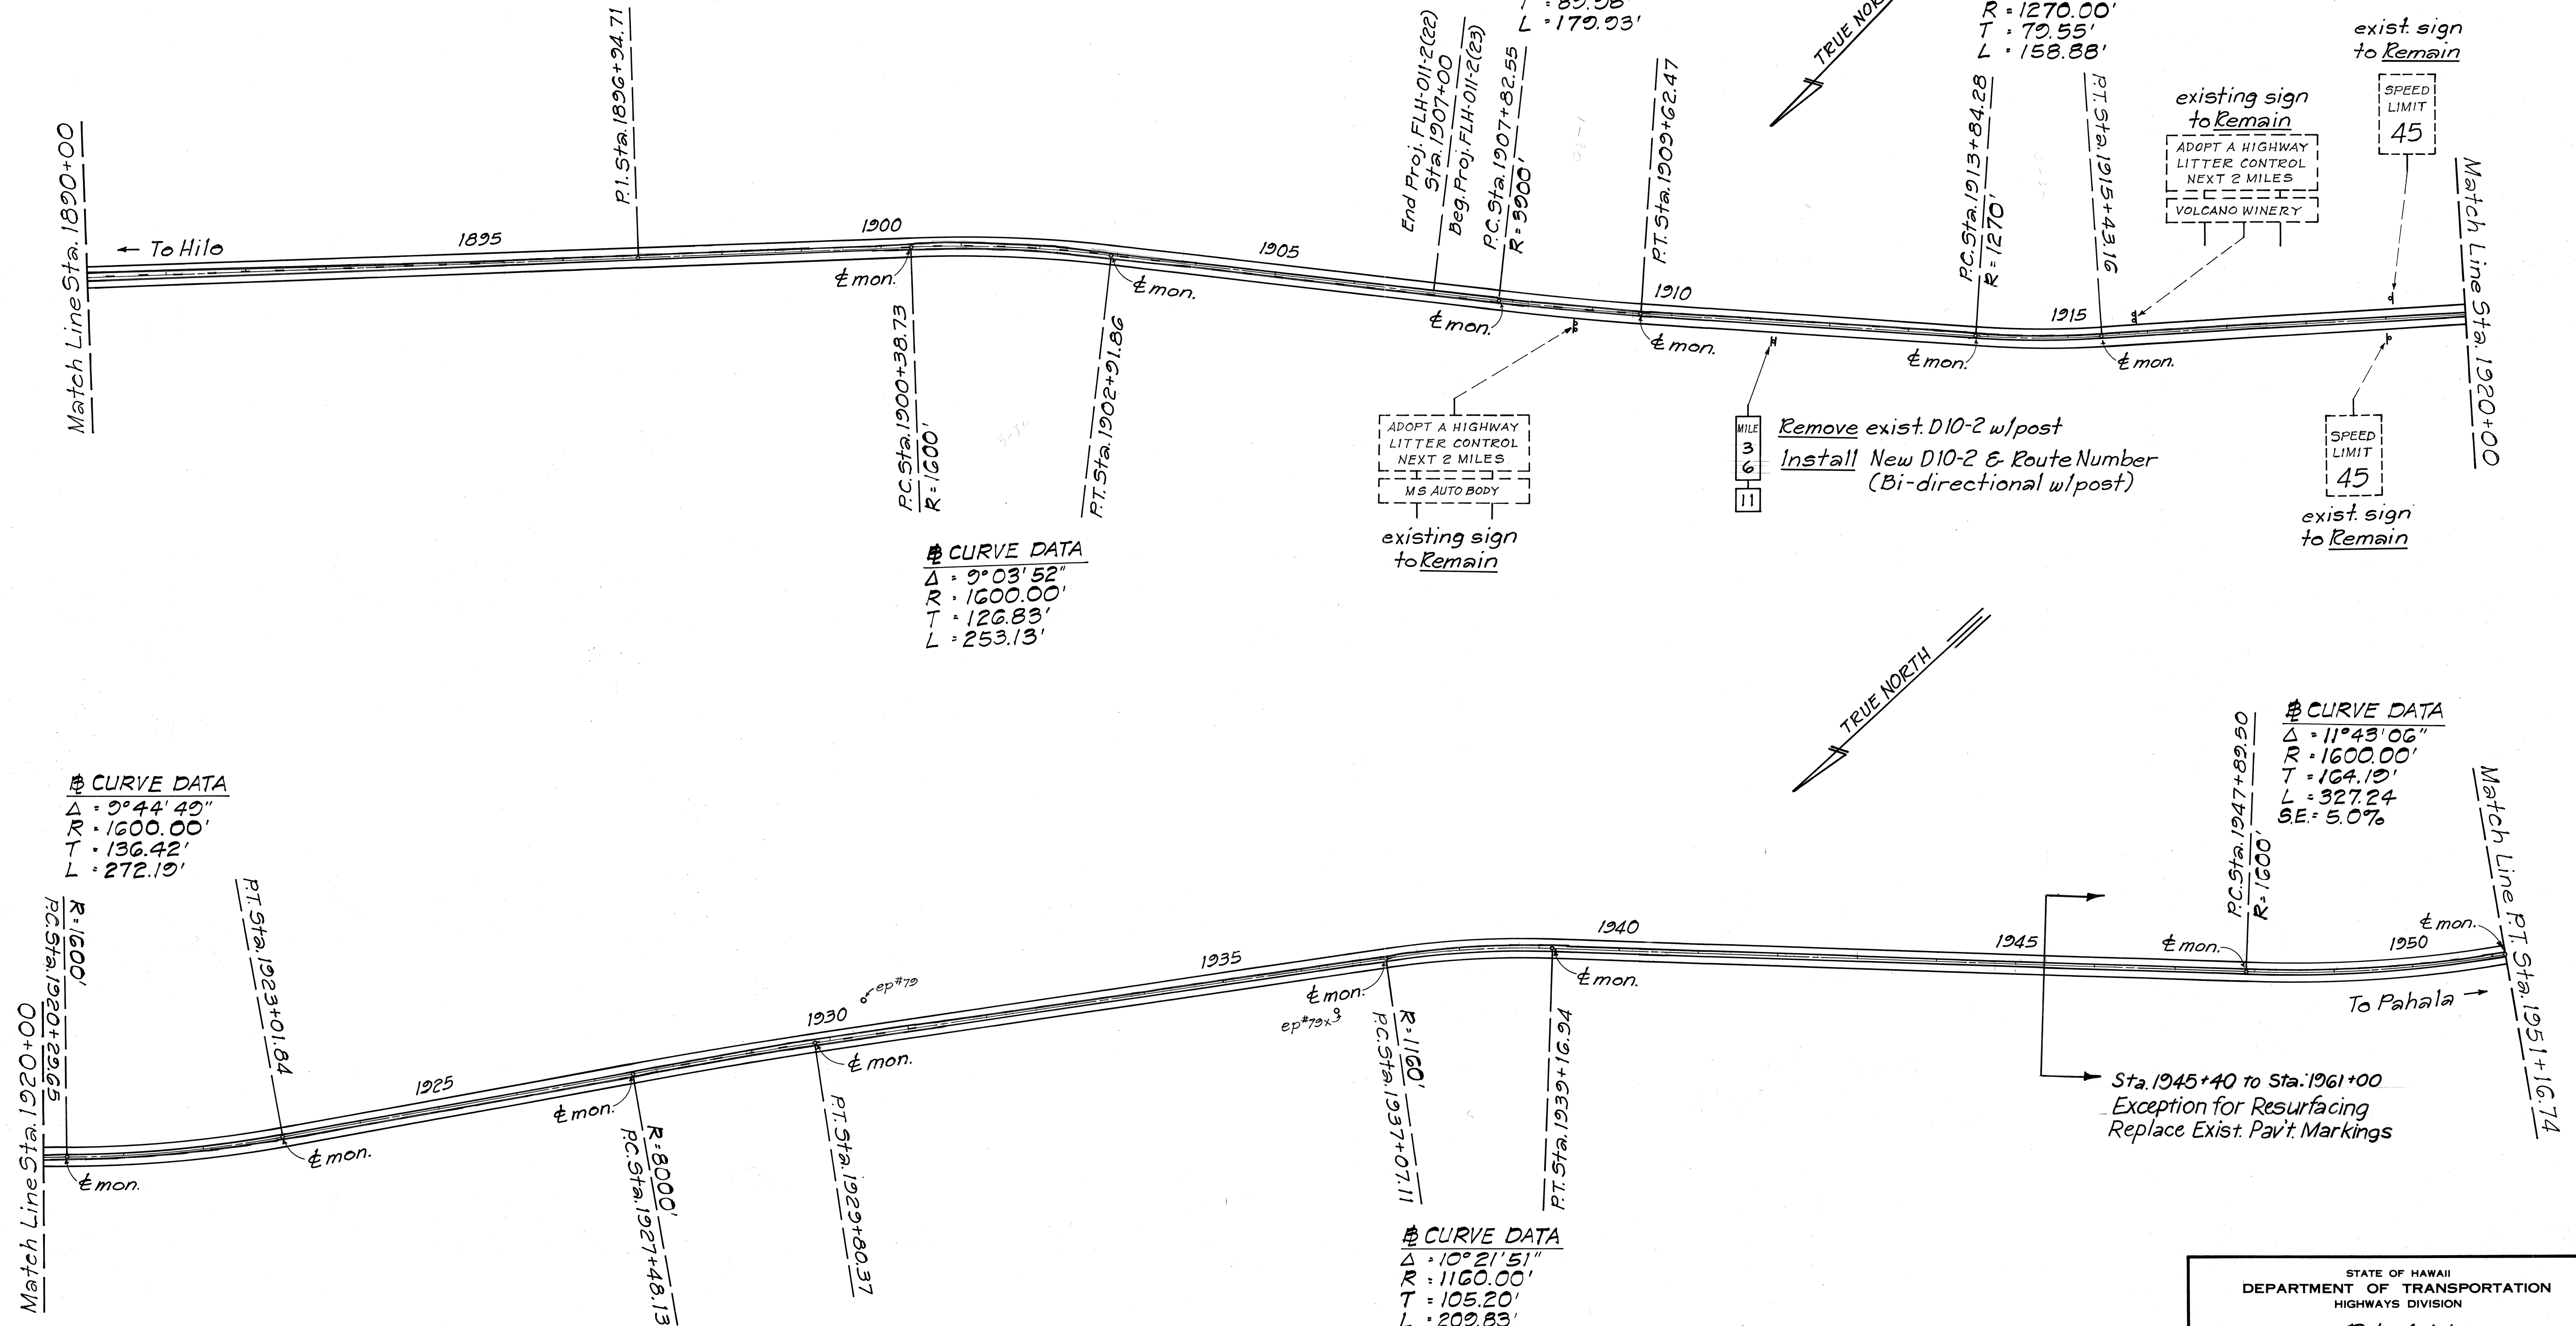 Match Line Sta. 1890+00
← To Hilo
1895
P.I. Sta. 1896+94.71
1900
₵ mon.
P.C. Sta. 1900+38.73
R = 1600'
₵ mon.
P.T. Sta. 1902+91.86
₵ CURVE DATA
Δ = 9°03'52"
R = 1600.00'
T = 126.83'
L = 253.13'
1905
End Proj. FLH-011-2(22)
Sta. 1907+00
Beg. Proj. FLH-011-2(23)
P.C. Sta. 1907+82.55
R = 3900'
T = 89.98'
L = 179.93'
₵ mon.
P.T. Sta. 1909+62.47
1910
₵ mon.
ADOPT A HIGHWAY
LITTER CONTROL
NEXT 2 MILES
MS AUTO BODY
existing sign
to Remain
TRUE NOR
MILE
3
6
11
Remove exist. D10-2 w/post
Install New D10-2 & Route Number
(Bi-directional w/post)
R = 1270.00'
T = 79.55'
L = 158.88'
P.C. Sta. 1913+84.28
R = 1270'
₵ mon.
1915
P.T. Sta. 1915+43.16
₵ mon.
existing sign
to Remain
ADOPT A HIGHWAY
LITTER CONTROL
NEXT 2 MILES
VOLCANO WINERY
exist. sign
to Remain
SPEED
LIMIT
45
SPEED
LIMIT
45
exist. sign
to Remain
Match Line Sta. 1920+00
TRUE NORTH
₵ CURVE DATA
Δ = 9°44'49"
R = 1600.00'
T = 136.42'
L = 272.19'
Match Line Sta. 1920+00
P.C. Sta. 1920+29.65
R = 1600'
₵ mon.
P.T. Sta. 1923+01.84
₵ mon.
1925
₵ mon.
R = 8000'
P.C. Sta. 1927+48.13
1930
ep#79
₵ mon.
P.T. Sta. 1929+80.37
1935
ep#79x
₵ mon.
R = 1160'
P.C. Sta. 1937+07.11
P.T. Sta. 1939+16.94
₵ mon.
1940
₵ CURVE DATA
Δ = 10°21'51"
R = 1160.00'
T = 105.20'
L = 209.83'
1945
Sta. 1945+40 to Sta. 1961+00
Exception for Resurfacing
Replace Exist. Pav't. Markings
₵ mon.
P.C. Sta. 1947+89.50
R = 1600'
₵ CURVE DATA
Δ = 11°43'06"
R = 1600.00'
T = 164.19'
L = 327.24
S.E. = 5.0%
1950
₵ mon.
To Pahala →
Match Line P.T. Sta. 1951+16.74
STATE OF HAWAII
DEPARTMENT OF TRANSPORTATION
HIGHWAYS DIVISION